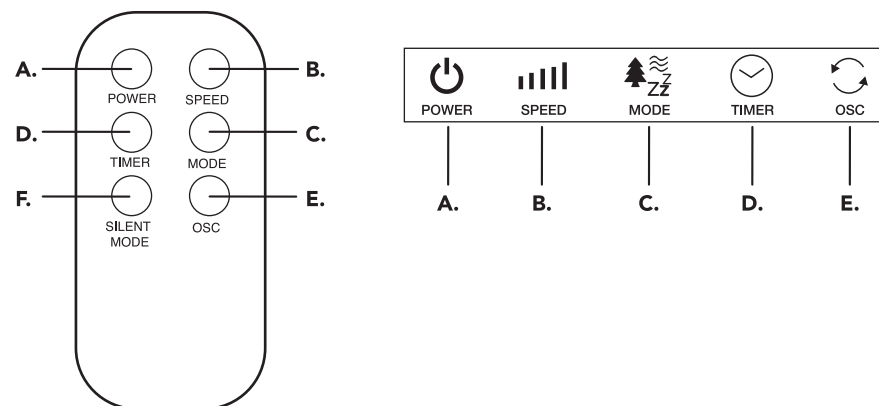 A. POWER SPEED B.
D. TIMER MODE C.
F. SILENT MODE OSC E.
POWER SPEED MODE TIMER OSC
A. B. C. D. E.